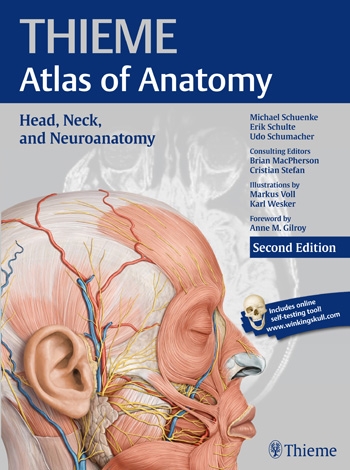 THIEME
Atlas of Anatomy
Head, Neck,
and Neuroanatomy
Michael Schuenke
Erik Schulte
Udo Schumacher
Consulting Editors
Brian MacPherson
Cristian Stefan
Illustrations by
Markus Voll
Karl Wesker
Foreword by
Anne M. Gilroy
Second Edition
Includes online
self-testing tool!
www.winkingskull.com
Thieme